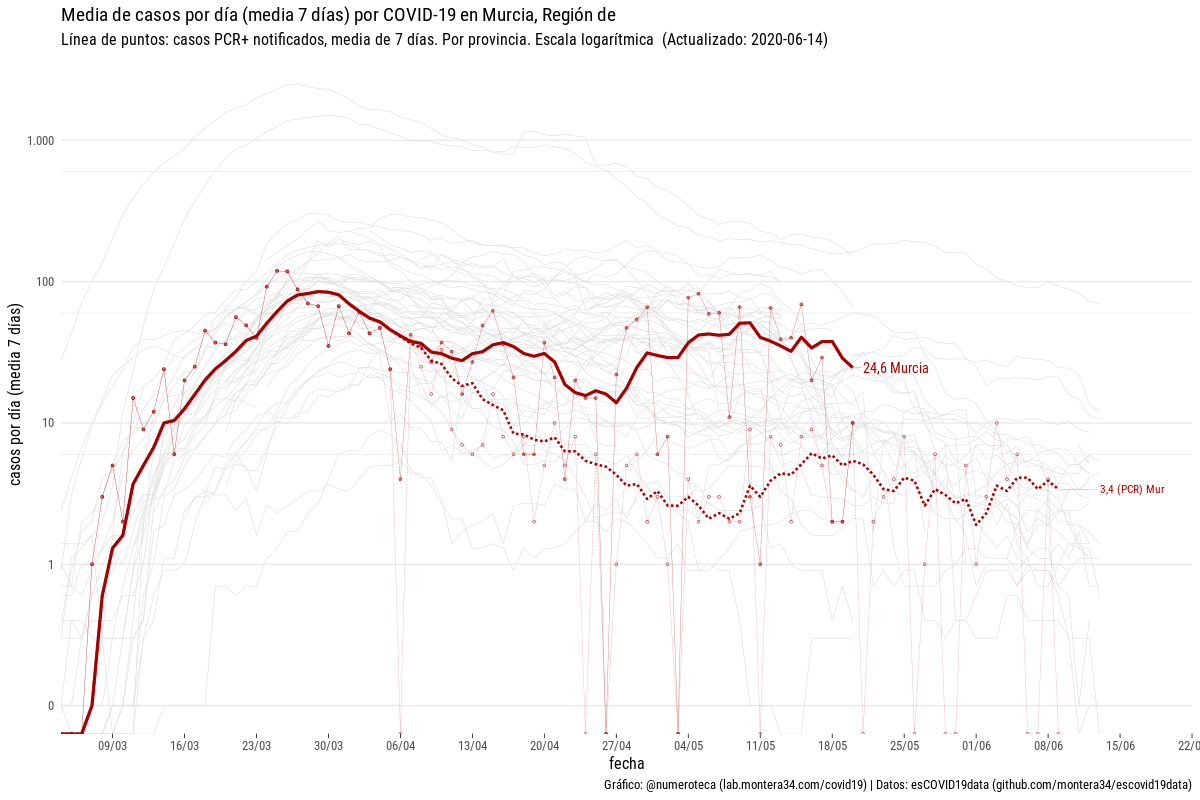 Media de casos por día (media 7 días) por COVID-19 en Murcia, Región de
Línea de puntos: casos PCR+ notificados, media de 7 días. Por provincia. Escala logarítmica (Actualizado: 2020-06-14)
casos por día (media 7 días)
1.000
100
10
1
0
24,6 Murcia
3,4 (PCR) Mur
09/03 16/03 23/03 30/03 06/04 13/04 20/04 27/04 04/05 11/05 18/05 25/05 01/06 08/06 15/06 22/0
fecha
Gráfico: @numeroteca (lab.montera34.com/covid19) | Datos: esCOVID19data (github.com/montera34/escovid19data)